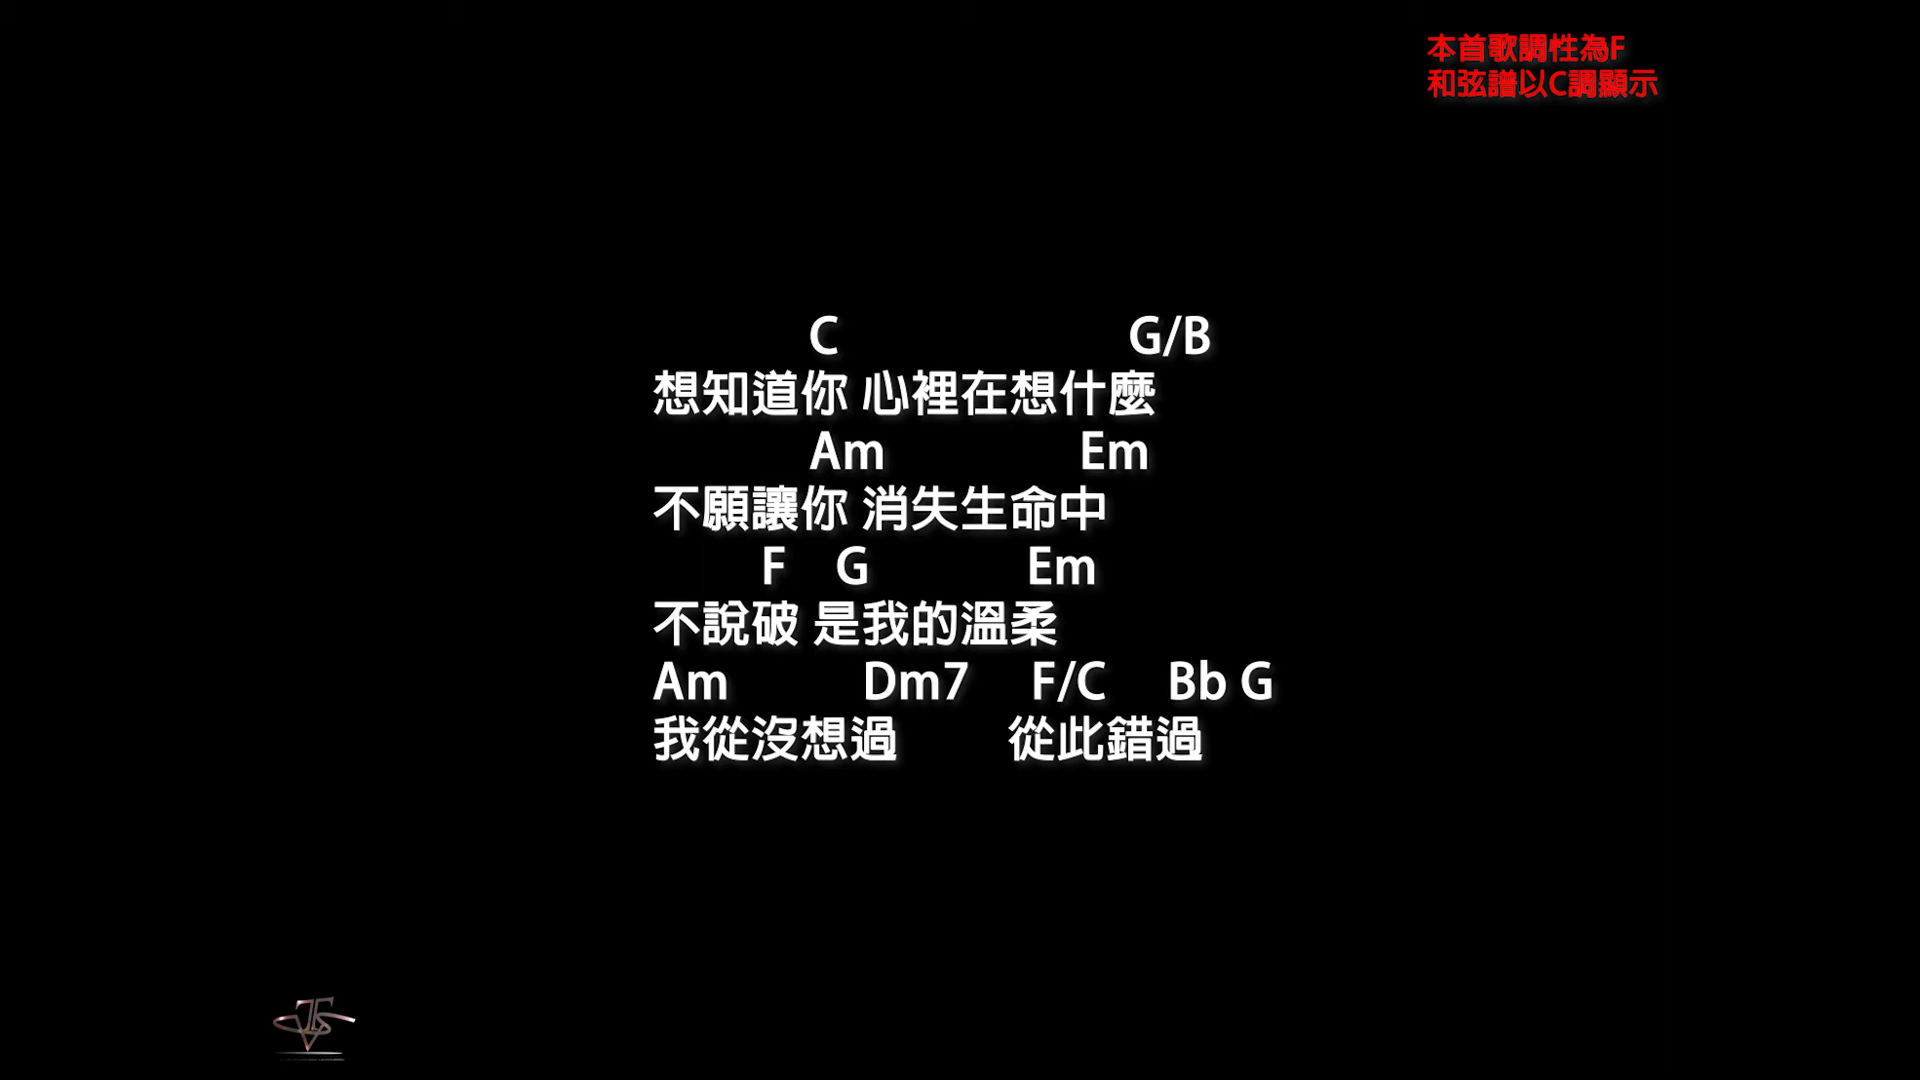 本首歌調性為F
和弦譜以C調顯示
C G/B
想知道你 心裡在想什麼
Am Em
不願讓你 消失生命中
F G Em
不說破 是我的溫柔
Am Dm7 F/C Bb G
我從沒想過 從此錯過